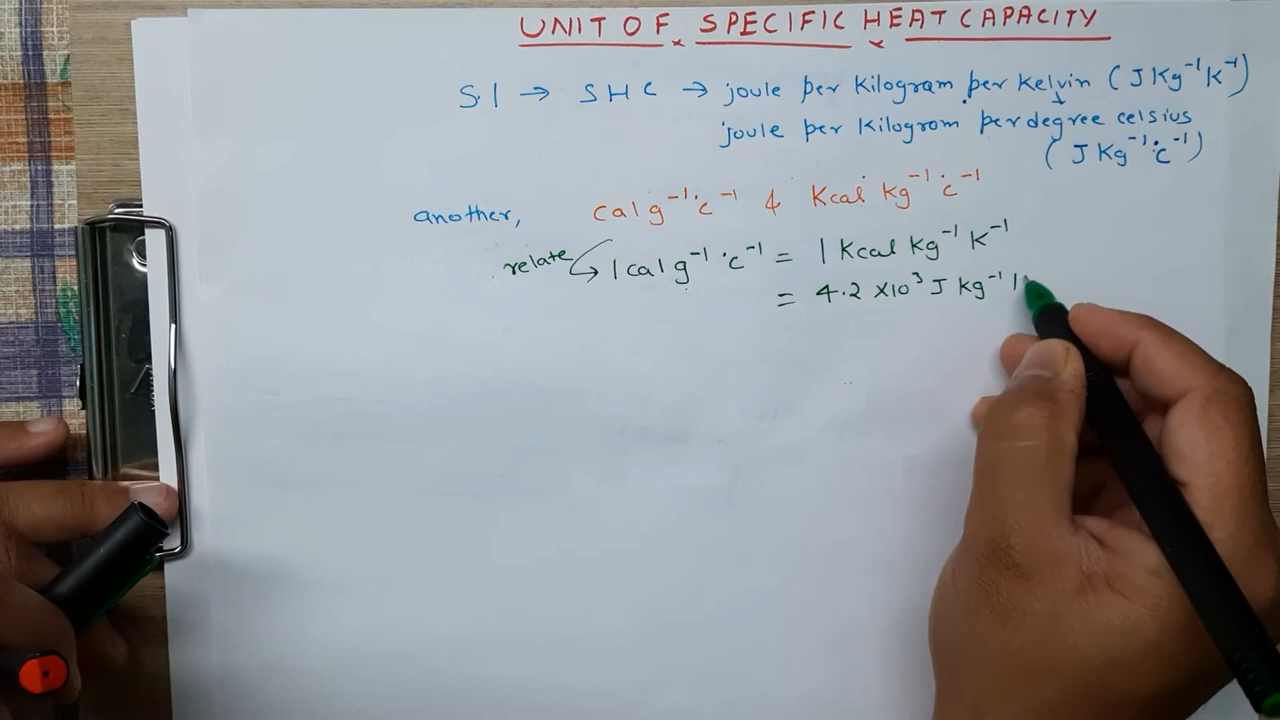 UNIT OF SPECIFIC HEAT CAPACITY
S.I → SHC → joule per Kilogram per Kelvin (J Kg⁻¹ K⁻¹)
joule per Kilogram per degree celsius
(J Kg⁻¹ °c⁻¹)
another, cal g⁻¹ °c⁻¹ & Kcal kg⁻¹ °c⁻¹
relate → 1 cal g⁻¹ °c⁻¹ = 1 Kcal kg⁻¹ K⁻¹
= 4.2 ×10³ J kg⁻¹